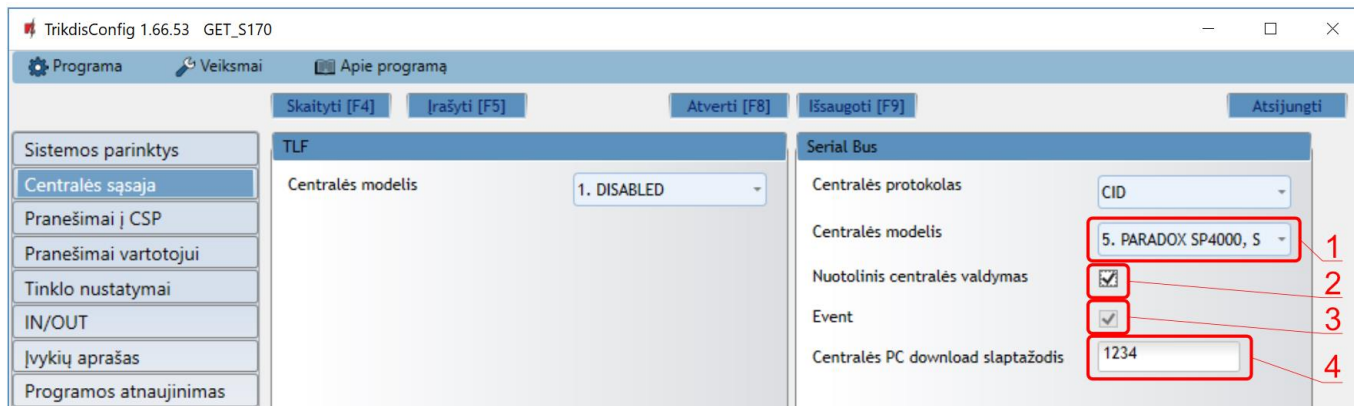 TrikdisConfig 1.66.53 GET_S170
Programa Veiksmai Apie programą
Skaityti [F4] Įrašyti [F5] Atverti [F8] Išsaugoti [F9] Atsijungti
Sistemos parinktys
Centralės sąsaja
Pranešimai į CSP
Pranešimai vartotojui
Tinklo nustatymai
IN/OUT
Įvykių aprašas
Programos atnaujinimas
TLF
Centralės modelis 1. DISABLED
Serial Bus
Centralės protokolas CID
Centralės modelis 5. PARADOX SP4000, S 1
Nuotolinis centralės valdymas 2
Event 3
Centralės PC download slaptažodis 1234 4